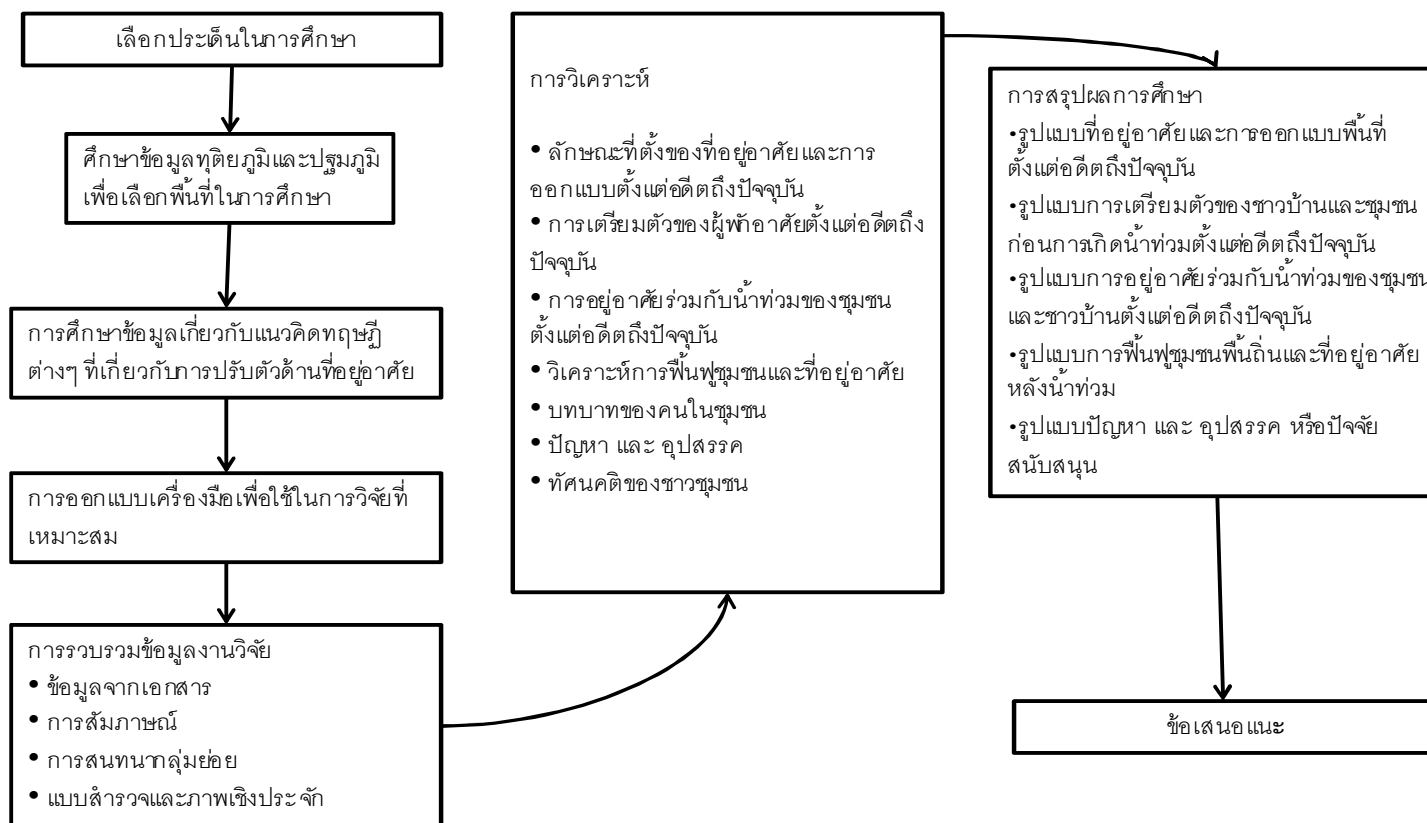 เลือกประเด็นในการศึกษา
ศึกษาข้อมูลทุติยภูมิและปฐมภูมิ
เพื่อเลือกพื้นที่ในการศึกษา
การศึกษาข้อมูลเกี่ยวกับแนวคิดทฤษฎี
ต่างๆ ที่เกี่ยวกับการปรับตัวด้านที่อยู่อาศัย
การออกแบบเครื่องมือเพื่อใช้ในการวิจัยที่
เหมาะสม
การรวบรวมข้อมูลงานวิจัย
• ข้อมูลจากเอกสาร
• การสัมภาษณ์
• การสนทนากลุ่มย่อย
• แบบสำรวจและภาพเชิงประจัก
การวิเคราะห์
• ลักษณะที่ตั้งของที่อยู่อาศัยและการ
ออกแบบตั้งแต่อดีตถึงปัจจุบัน
• การเตรียมตัวของผู้พักอาศัยตั้งแต่อดีตถึง
ปัจจุบัน
• การอยู่อาศัยร่วมกับน้ำท่วมของชุมชน
ตั้งแต่อดีตถึงปัจจุบัน
• วิเคราะห์การฟื้นฟูชุมชนและที่อยู่อาศัย
• บทบาทของคนในชุมชน
• ปัญหา และ อุปสรรค
• ทัศนคติของชาวชุมชน
การสรุปผลการศึกษา
•รูปแบบที่อยู่อาศัยและการออกแบบพื้นที่
ตั้งแต่อดีตถึงปัจจุบัน
•รูปแบบการเตรียมตัวของชาวบ้านและชุมชน
ก่อนการเกิดน้ำท่วมตั้งแต่อดีตถึงปัจจุบัน
•รูปแบบการอยู่อาศัยร่วมกับน้ำท่วมของชุมชน
และชาวบ้านตั้งแต่อดีตถึงปัจจุบัน
•รูปแบบการฟื้นฟูชุมชนพื้นถิ่นและที่อยู่อาศัย
หลังน้ำท่วม
•รูปแบบปัญหา และ อุปสรรค หรือปัจจัย
สนับสนุน
ข้อเสนอแนะ